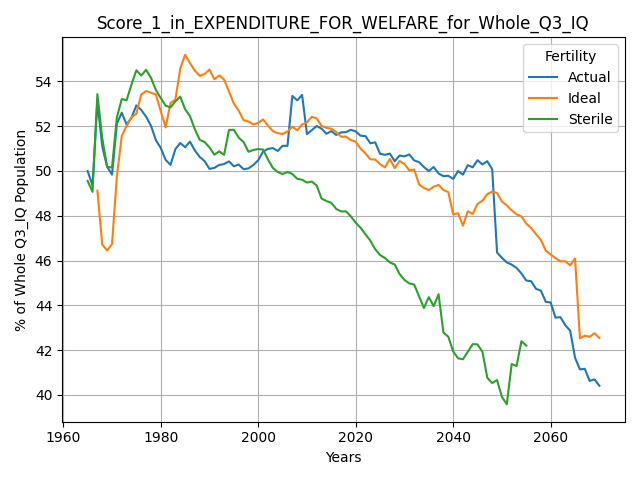 Score_1_in_EXPENDITURE_FOR_WELFARE_for_Whole_Q3_IQ
Fertility
Actual
Ideal
Sterile
% of Whole Q3_IQ Population
54
52
50
48
46
44
42
40
1960
1980
2000
2020
2040
2060
Years